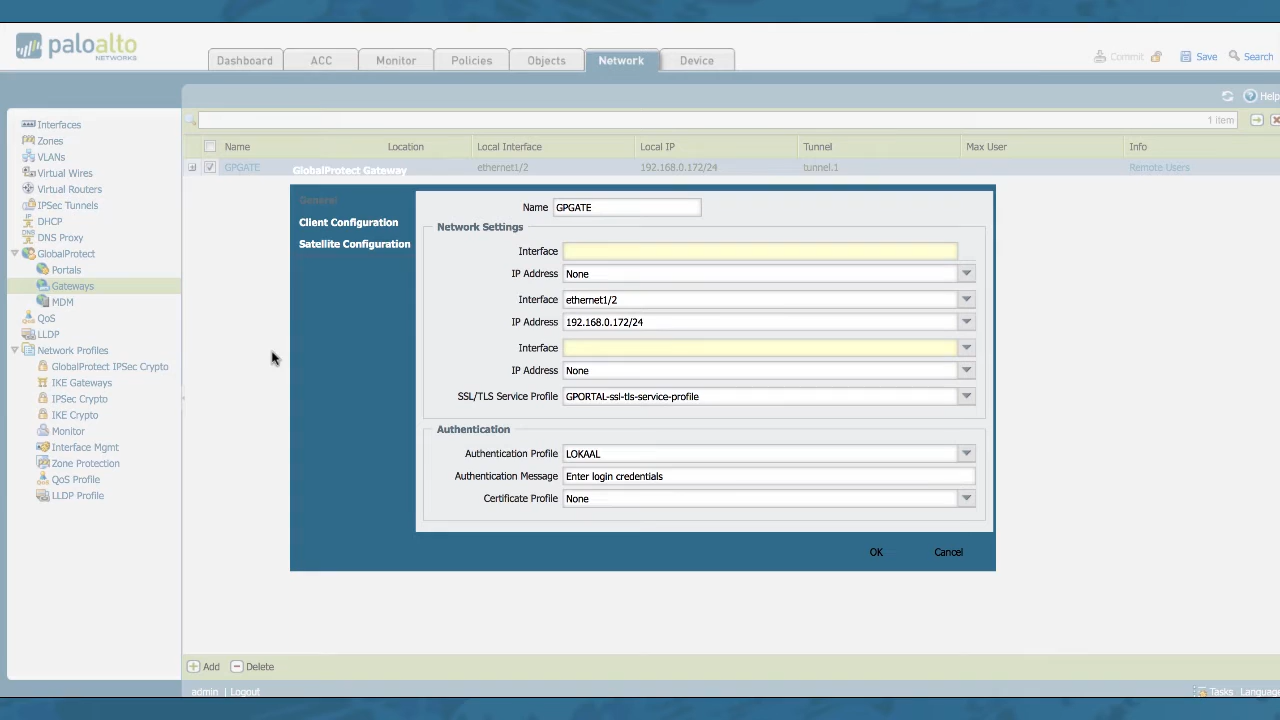 paloalto
NETWORKS
Dashboard
ACC
Monitor
Policies
Objects
Network
Device
Commit
Save
Search
Help
1 item
Interfaces
Zones
VLANs
Virtual Wires
Virtual Routers
IPSec Tunnels
DHCP
DNS Proxy
GlobalProtect
Portals
Gateways
MDM
QoS
LLDP
Network Profiles
GlobalProtect IPSec Crypto
IKE Gateways
IPSec Crypto
IKE Crypto
Monitor
Interface Mgmt
Zone Protection
QoS Profile
LLDP Profile
Name Location Local Interface Local IP Tunnel Max User Info
GPGATE ethernet1/2 192.168.0.172/24 tunnel.1 Remote-Users
GlobalProtect Gateway
General
Client Configuration
Satellite Configuration
Name GPGATE
Network Settings
Interface
IP Address None
Interface ethernet1/2
IP Address 192.168.0.172/24
Interface
IP Address None
SSL/TLS Service Profile GPORTAL-ssl-tls-service-profile
Authentication
Authentication Profile LOKAAL
Authentication Message Enter login credentials
Certificate Profile None
OK Cancel
Add Delete
admin | Logout
Tasks Language